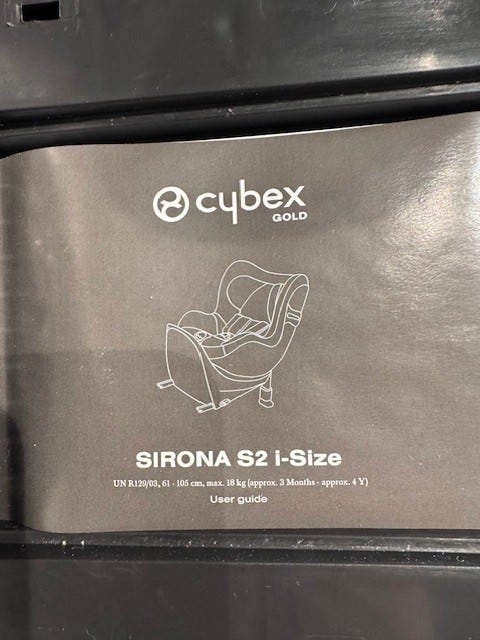 cybex
GOLD
SIRONA S2 i-Size
UN R129/03, 61 - 105 cm, max. 18 kg (approx. 3 Months - approx. 4 Y)
User guide